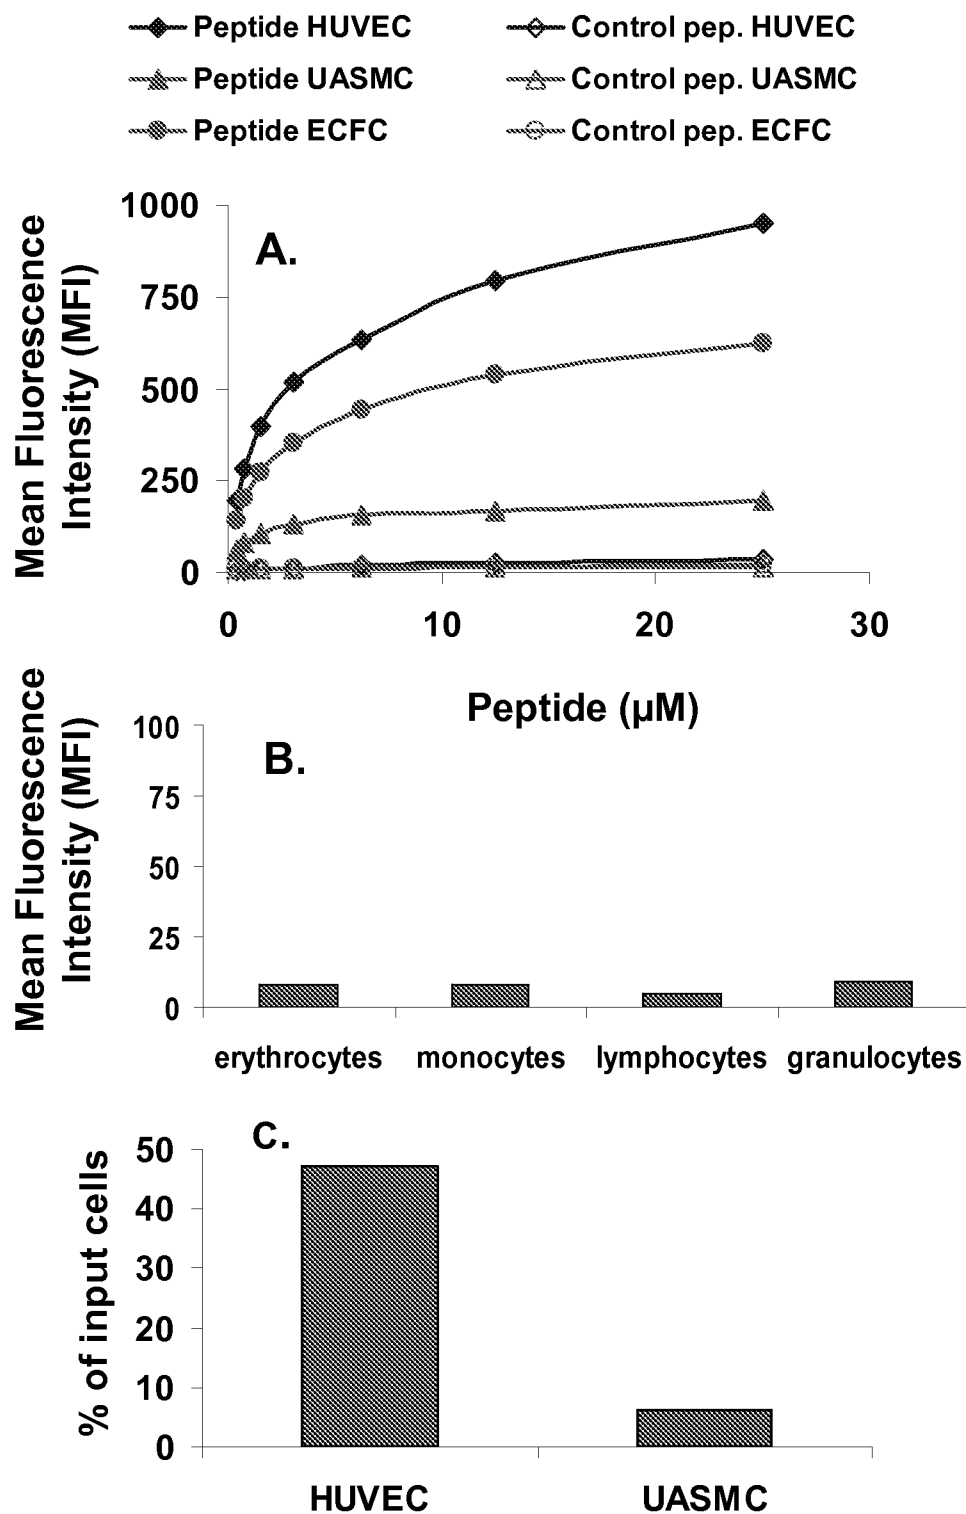 Peptide HUVEC
Control pep. HUVEC
Peptide UASMC
Control pep. UASMC
Peptide ECFC
Control pep. ECFC
Mean Fluorescence
Intensity (MFI)
1000
750
500
250
0
A.
0
10
20
30
Peptide (µM)
Mean Fluorescence
Intensity (MFI)
100
75
50
25
0
B.
erythrocytes
monocytes
lymphocytes
granulocytes
C.
% of input cells
50
40
30
20
10
0
HUVEC
UASMC